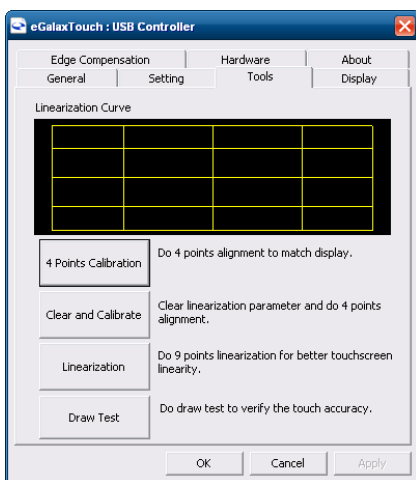 eGalaxTouch : USB Controller
Edge Compensation Hardware About
General Setting Tools Display
Linearization Curve
4 Points Calibration
Do 4 points alignment to match display.
Clear and Calibrate
Clear linearization parameter and do 4 points
alignment.
Linearization
Do 9 points linearization for better touchscreen
linearity.
Draw Test
Do draw test to verify the touch accuracy.
OK Cancel Apply